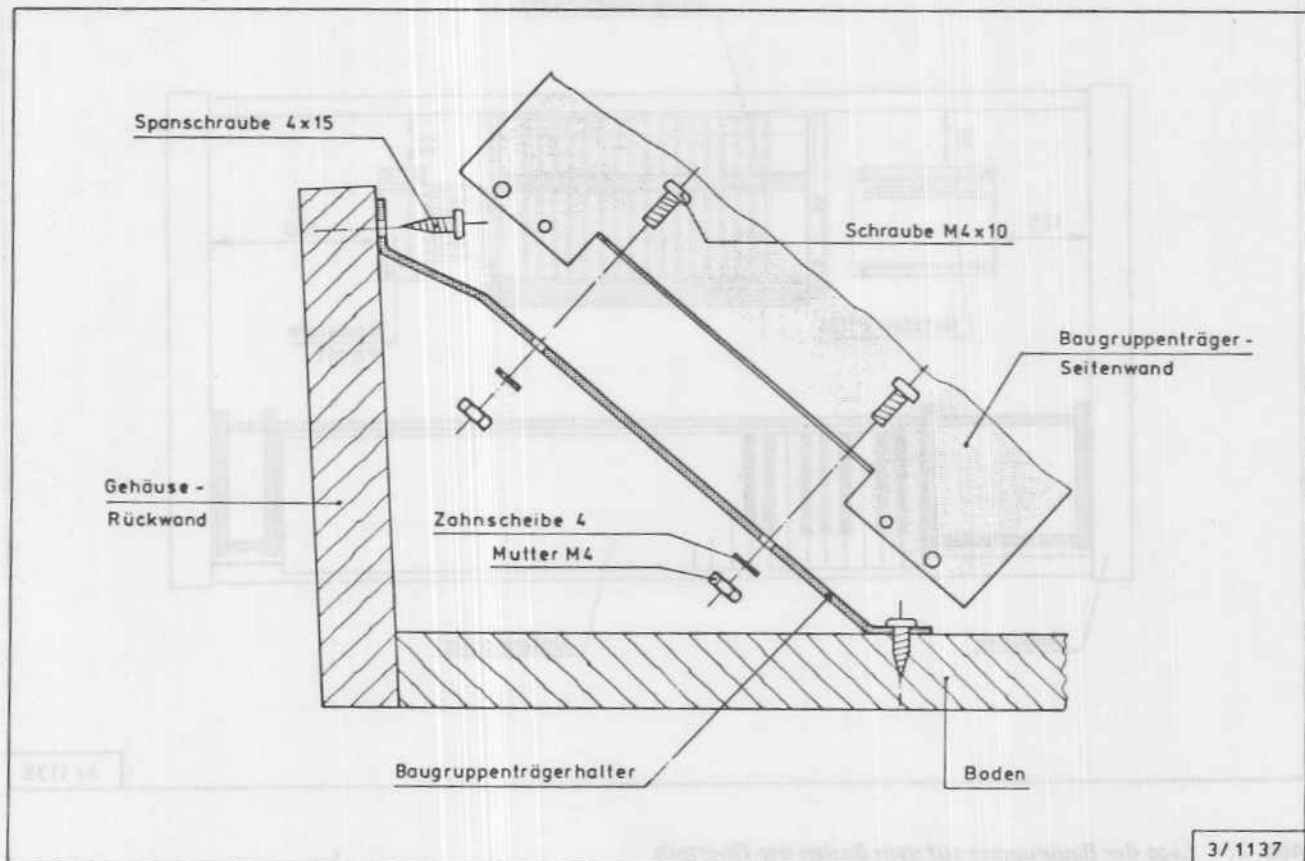 Spanschraube 4x15
Schraube M4x10
Baugruppenträger -
Seitenwand
Gehäuse -
Rückwand
Zahnscheibe 4
Mutter M4
Baugruppenträgerhalter
Boden
3/1137